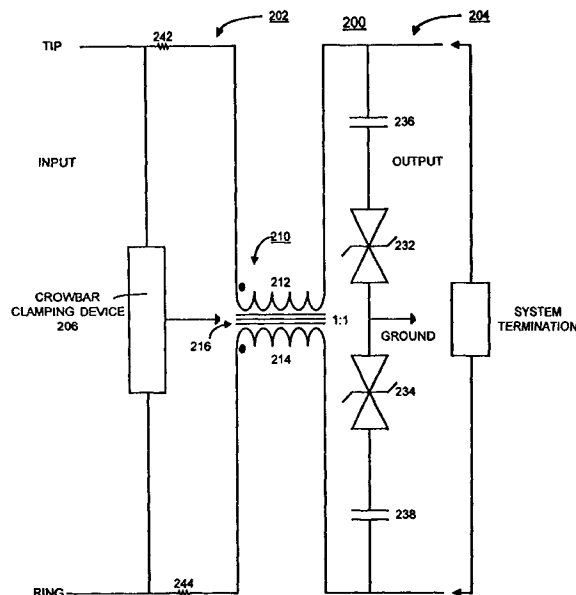 202
200
204
242
TIP
236
INPUT
OUTPUT
232
210
212
CROWBAR
CLAMPING DEVICE
206
216
1:1
GROUND
SYSTEM
TERMINATION
214
234
238
244
RING